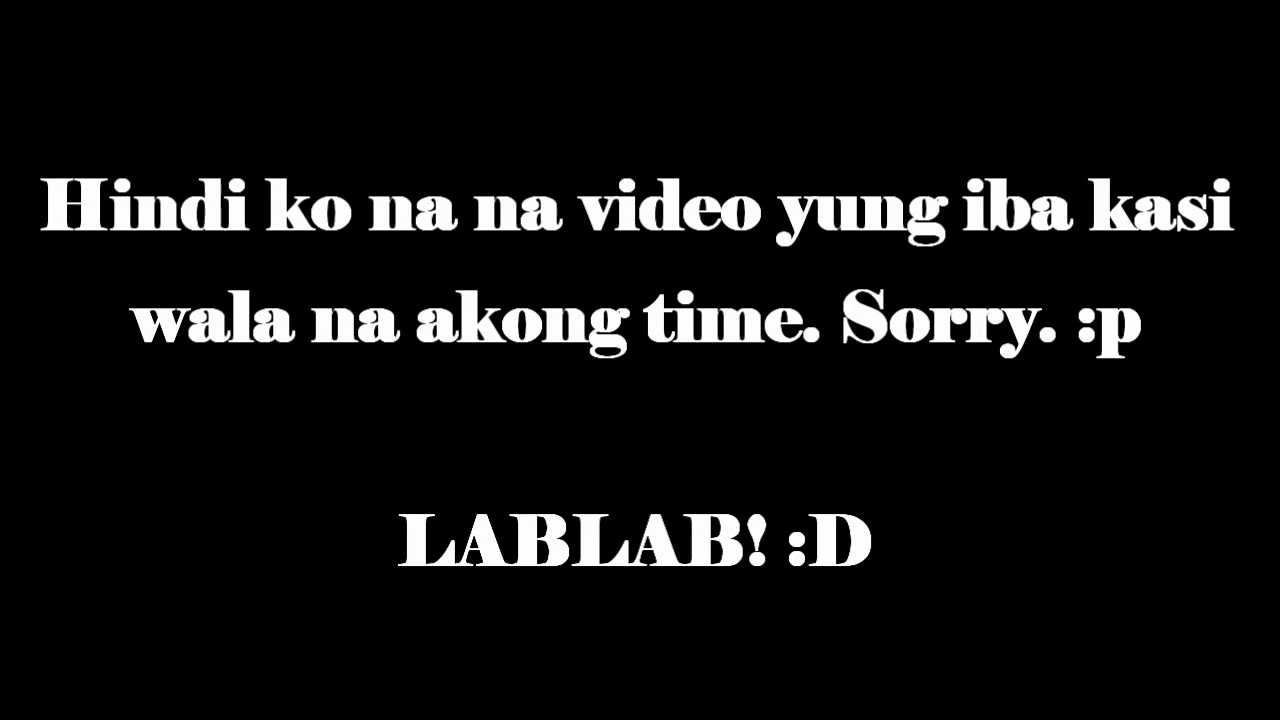 Hindi ko na na video yung iba kasi
wala na akong time. Sorry. :p
LABLAB! :D